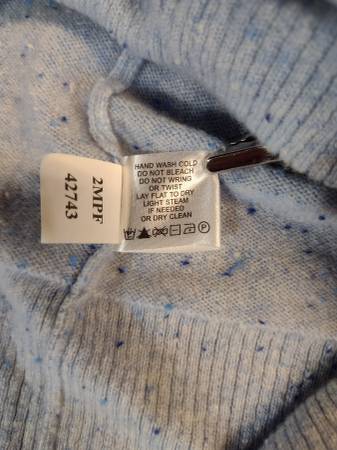 2MPF
42743
HAND WASH COLD
DO NOT BLEACH
DO NOT WRING
OR TWIST
LAY FLAT TO DRY
LIGHT STEAM
IF NEEDED
OR DRY CLEAN
P